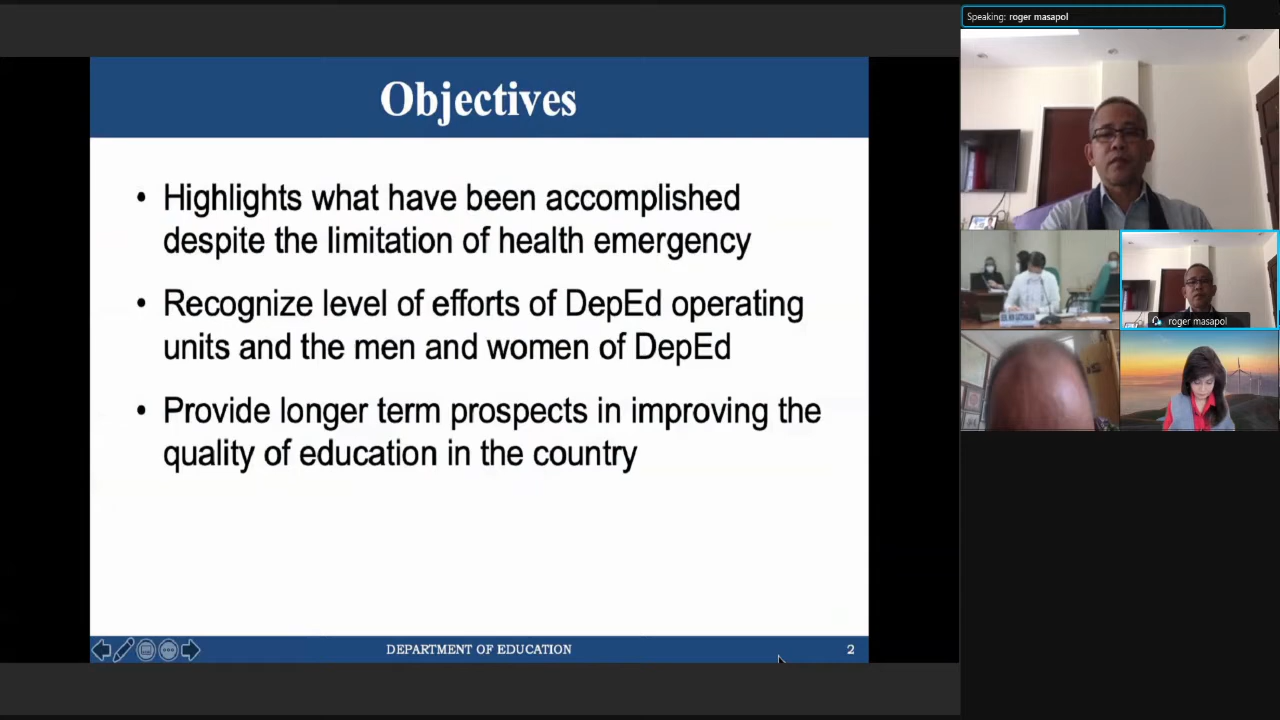 Speaking: roger masapol
Objectives
• Highlights what have been accomplished
despite the limitation of health emergency
• Recognize level of efforts of DepEd operating
units and the men and women of DepEd
• Provide longer term prospects in improving the
quality of education in the country
DEPARTMENT OF EDUCATION
2
roger masapol